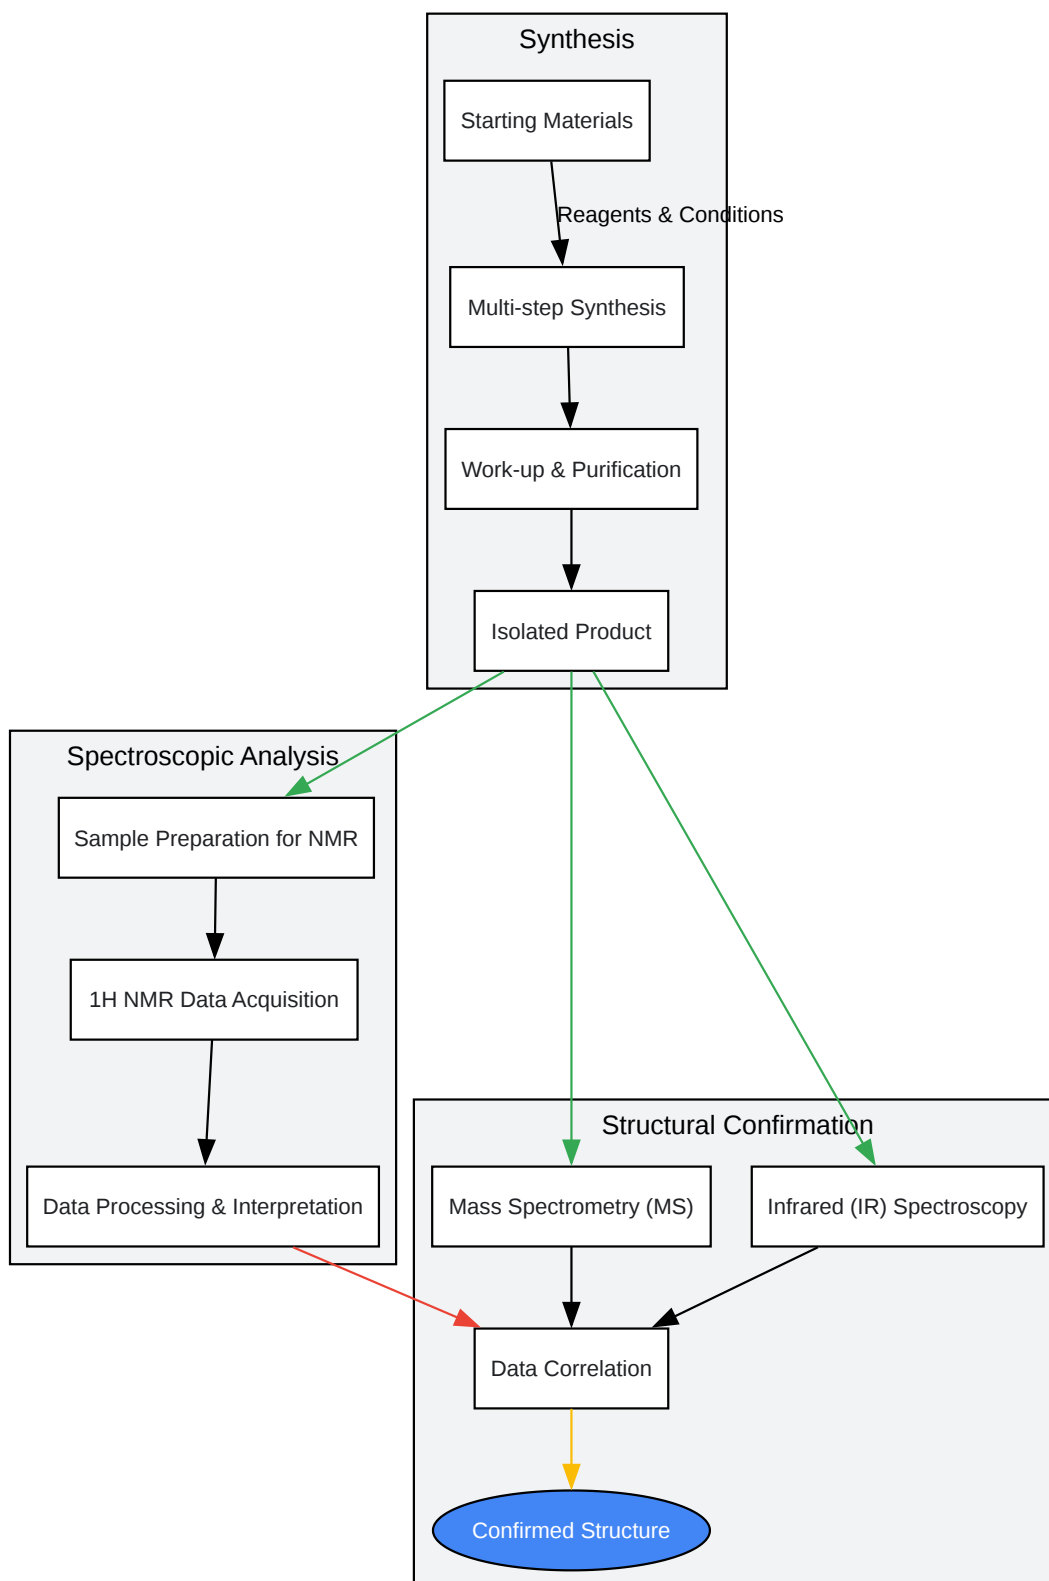 Synthesis
Starting Materials
Reagents & Conditions
Multi-step Synthesis
Work-up & Purification
Isolated Product
Spectroscopic Analysis
Sample Preparation for NMR
1H NMR Data Acquisition
Data Processing & Interpretation
Structural Confirmation
Mass Spectrometry (MS)
Infrared (IR) Spectroscopy
Data Correlation
Confirmed Structure